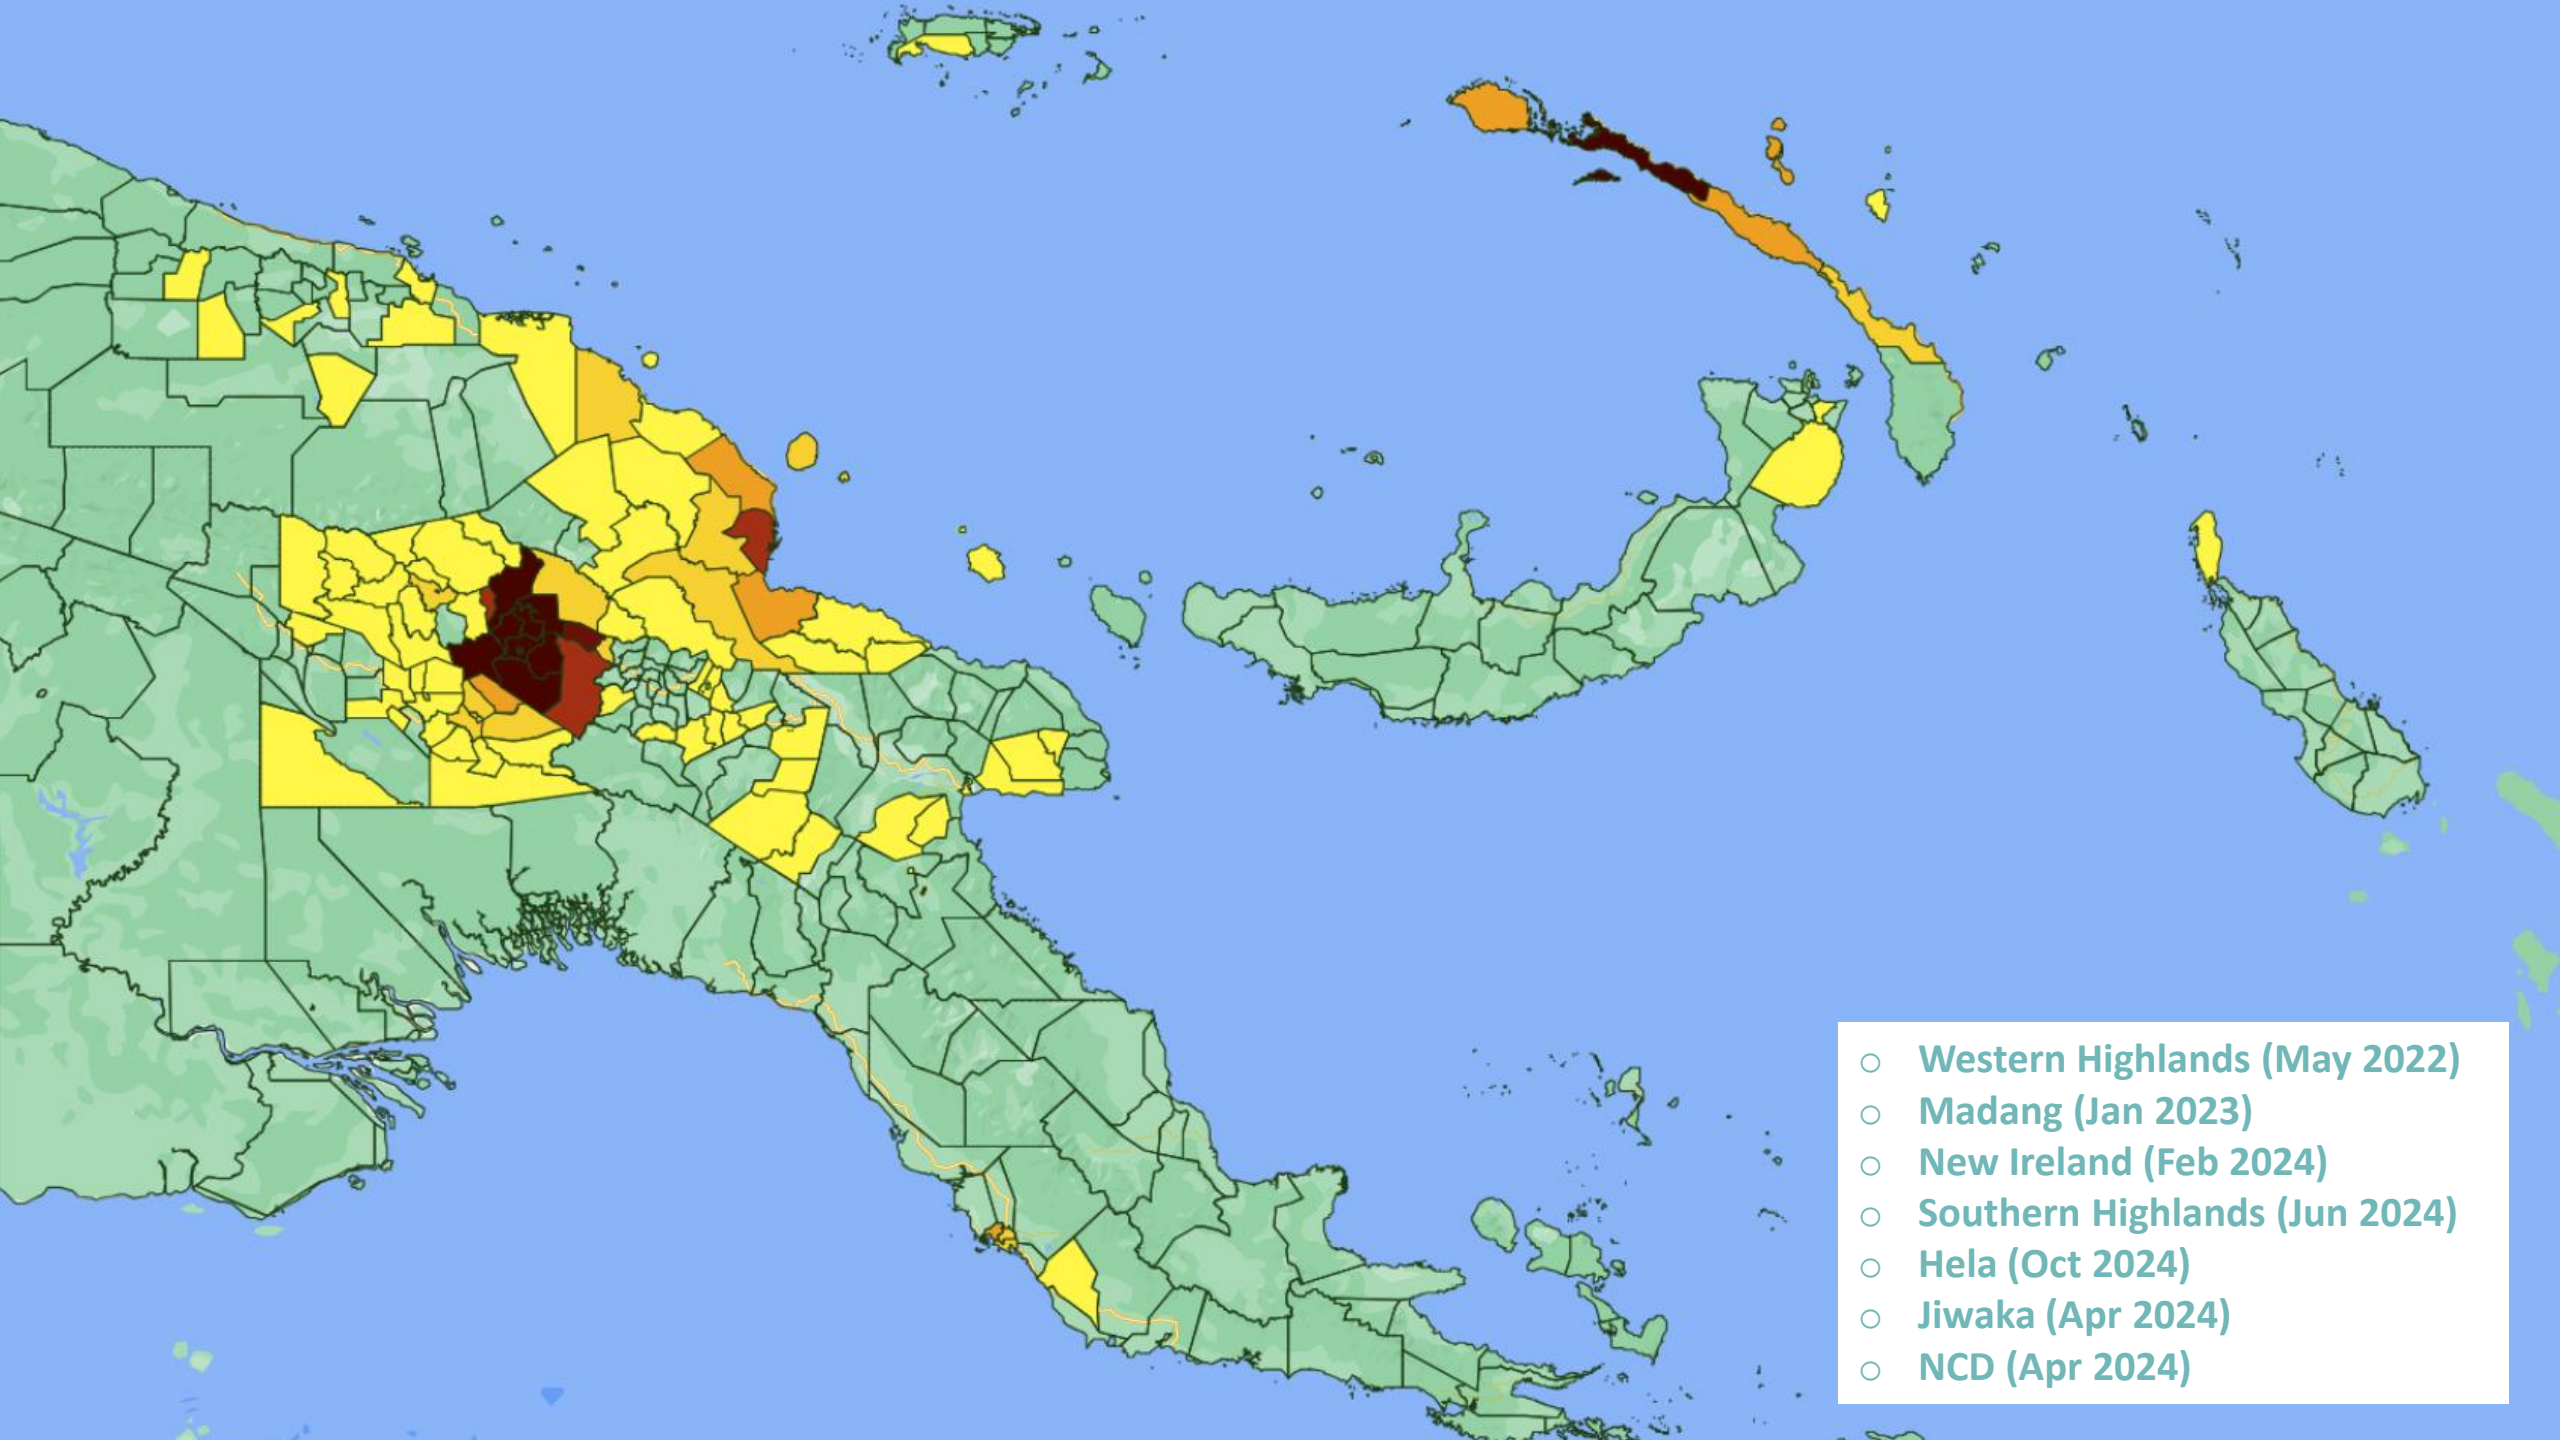 ○ Western Highlands (May 2022)
○ Madang (Jan 2023)
○ New Ireland (Feb 2024)
○ Southern Highlands (Jun 2024)
○ Hela (Oct 2024)
○ Jiwaka (Apr 2024)
○ NCD (Apr 2024)